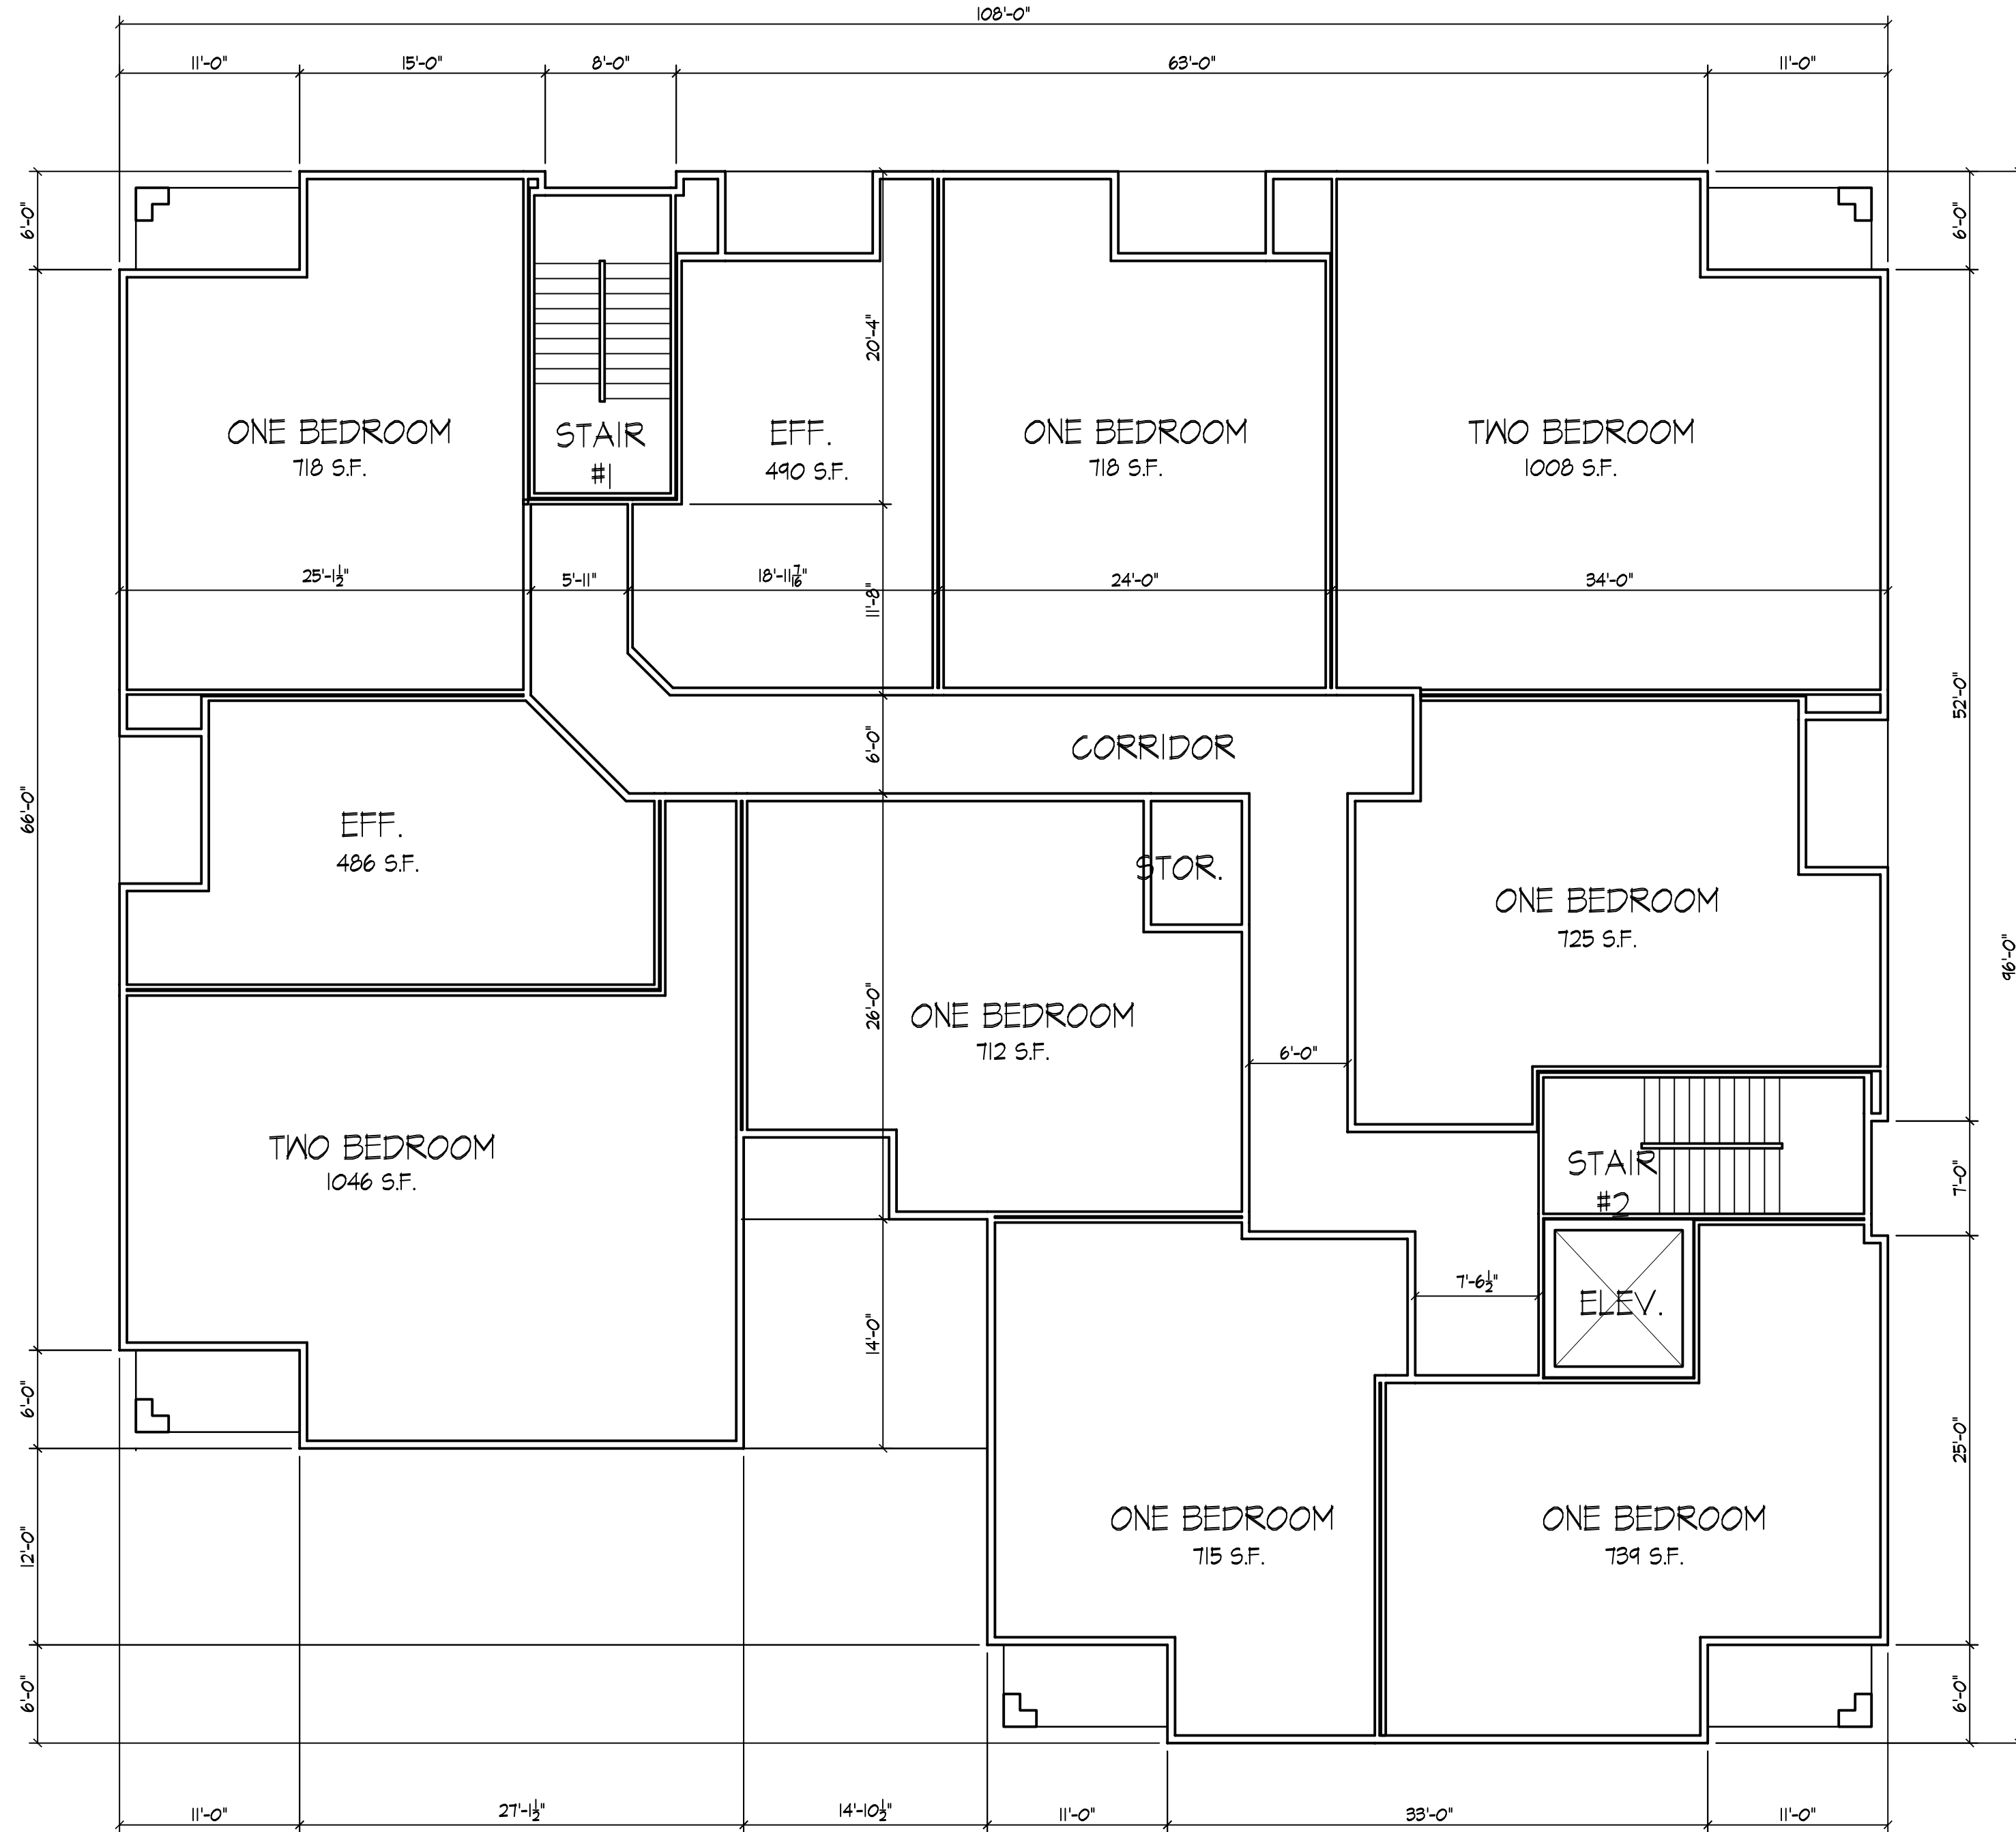 108'-0"
11'-0"
15'-0"
8'-0"
63'-0"
11'-0"
6'-0"
6'-0"
20'-4"
ONE BEDROOM
718 S.F.
STAIR
#1
EFF.
490 S.F.
ONE BEDROOM
718 S.F.
TWO BEDROOM
1008 S.F.
25'-1½"
5'-11"
18'-11 7/16"
24'-0"
34'-0"
11'-8"
52'-0"
CORRIDOR
6'-0"
66'-0"
EFF.
486 S.F.
STOR.
ONE BEDROOM
725 S.F.
96'-0"
26'-0"
ONE BEDROOM
712 S.F.
6'-0"
TWO BEDROOM
1046 S.F.
STAIR
#2
7'-0"
7'-6½"
ELEV.
14'-0"
6'-0"
25'-0"
12'-0"
ONE BEDROOM
715 S.F.
ONE BEDROOM
739 S.F.
6'-0"
6'-0"
11'-0"
27'-1½"
14'-10½"
11'-0"
33'-0"
11'-0"